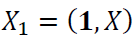 X₁ = (𝟏, X)